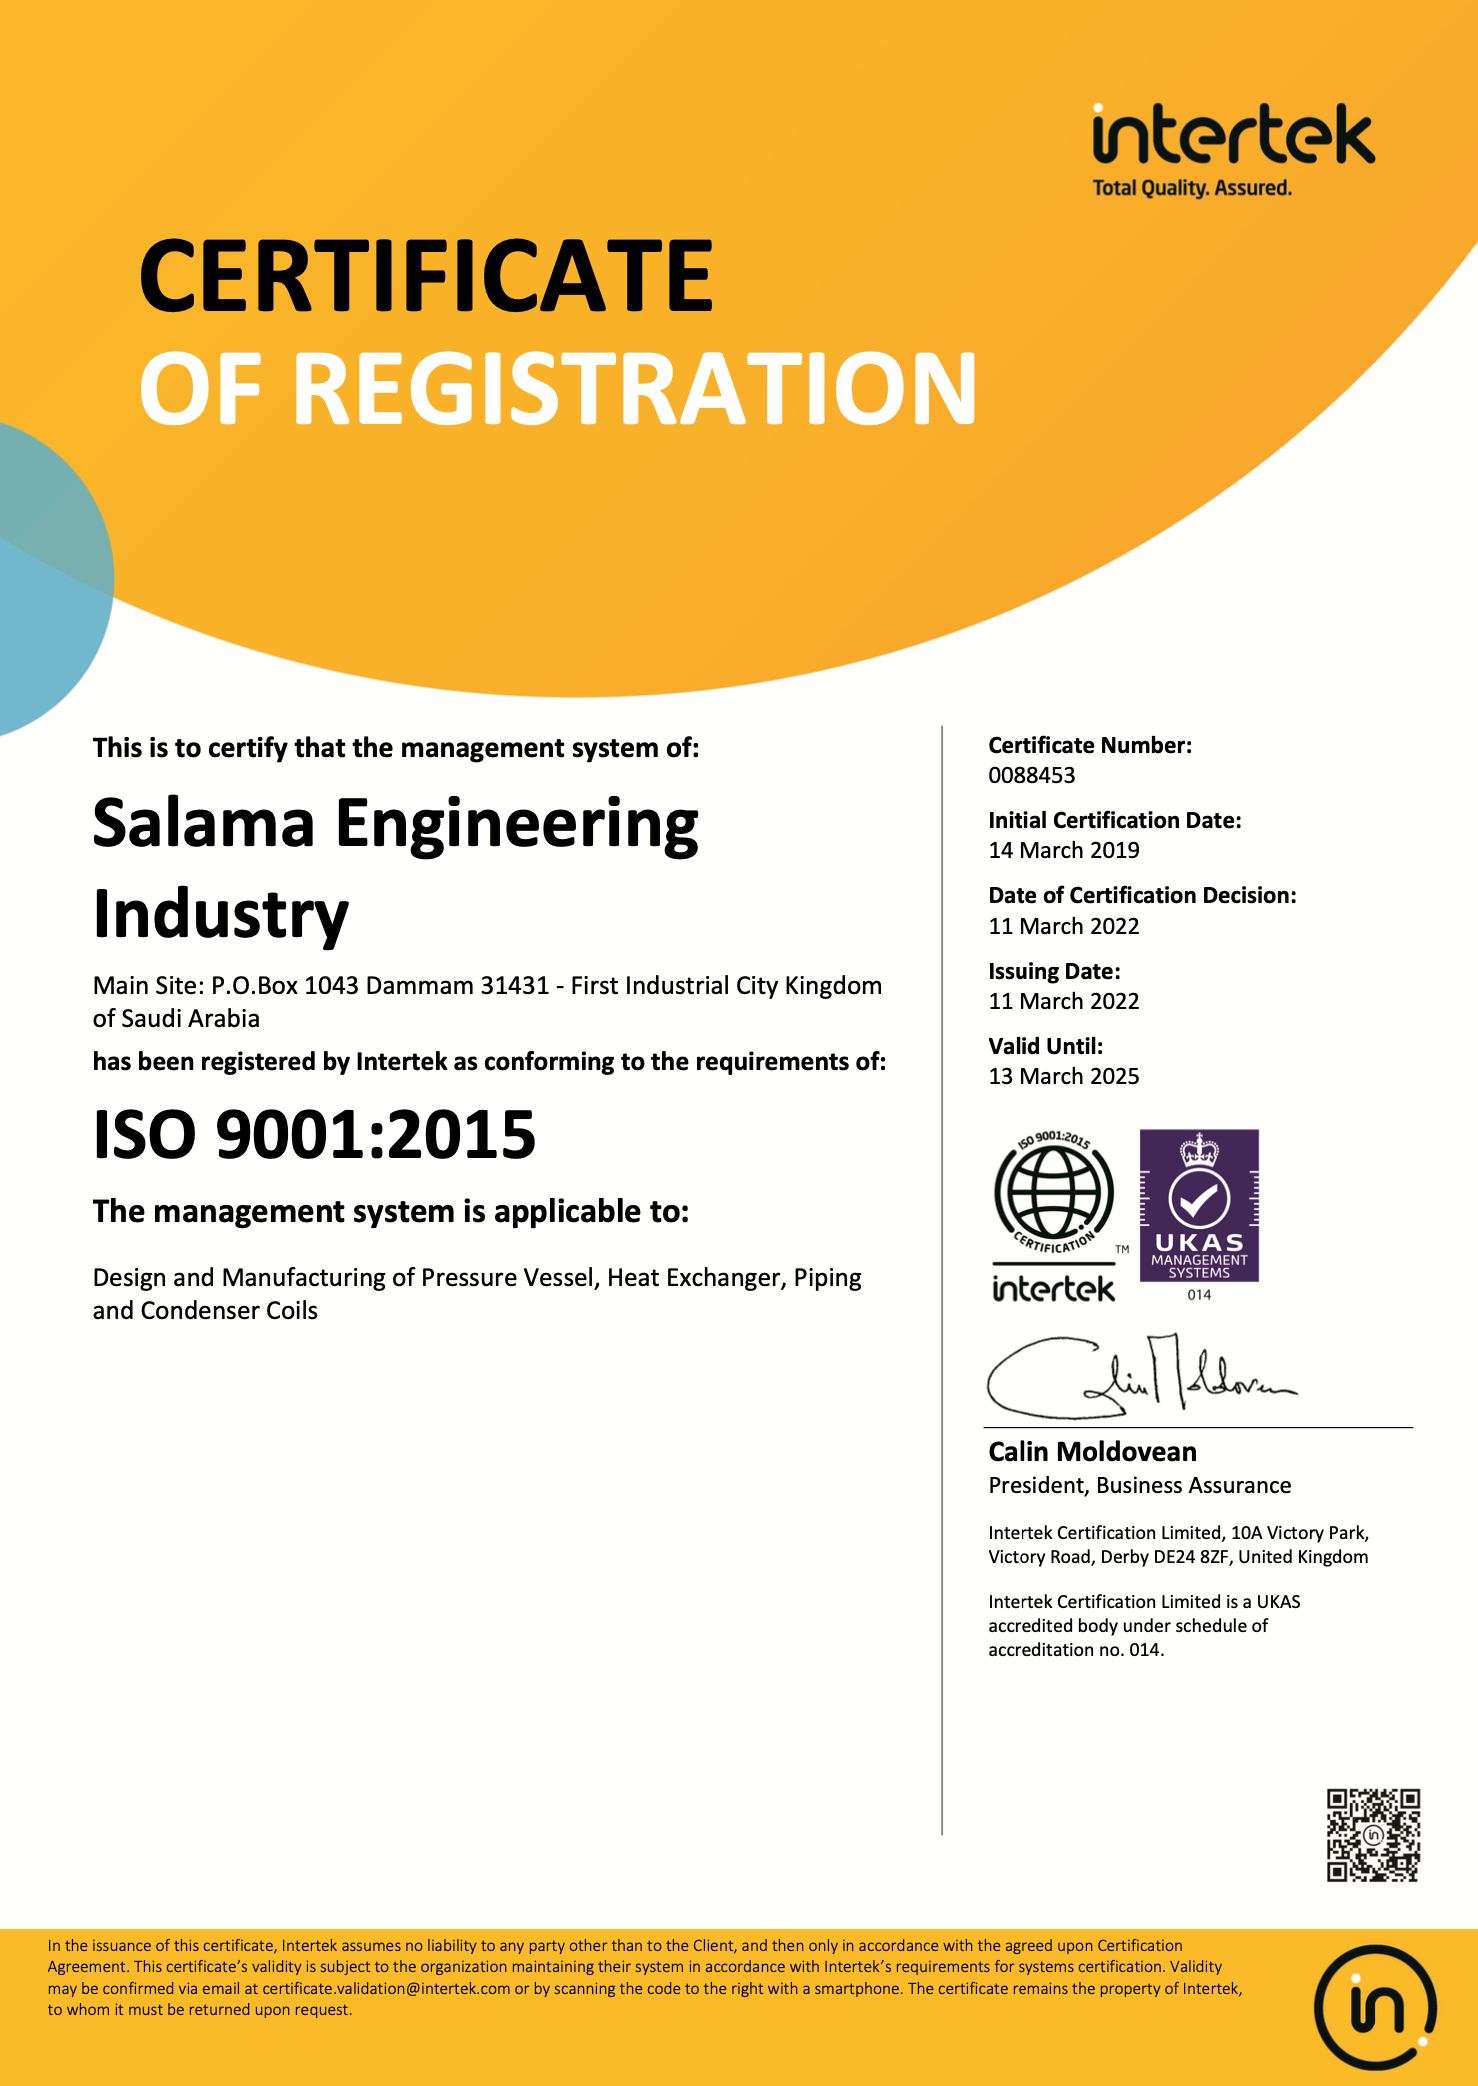 intertek
Total Quality. Assured.
CERTIFICATE
OF REGISTRATION
This is to certify that the management system of:
Salama Engineering
Industry
Main Site: P.O.Box 1043 Dammam 31431 - First Industrial City Kingdom
of Saudi Arabia
has been registered by Intertek as conforming to the requirements of:
ISO 9001:2015
The management system is applicable to:
Design and Manufacturing of Pressure Vessel, Heat Exchanger, Piping
and Condenser Coils
Certificate Number:
0088453
Initial Certification Date:
14 March 2019
Date of Certification Decision:
11 March 2022
Issuing Date:
11 March 2022
Valid Until:
13 March 2025
ISO 9001:2015
CERTIFICATION
TM
intertek
UKAS
MANAGEMENT
SYSTEMS
014
Calin Moldovean
Calin Moldovean
President, Business Assurance
Intertek Certification Limited, 10A Victory Park,
Victory Road, Derby DE24 8ZF, United Kingdom
Intertek Certification Limited is a UKAS
accredited body under schedule of
accreditation no. 014.
in
In the issuance of this certificate, Intertek assumes no liability to any party other than to the Client, and then only in accordance with the agreed upon Certification
Agreement. This certificate’s validity is subject to the organization maintaining their system in accordance with Intertek’s requirements for systems certification. Validity
may be confirmed via email at certificate.validation@intertek.com or by scanning the code to the right with a smartphone. The certificate remains the property of Intertek,
to whom it must be returned upon request.
in